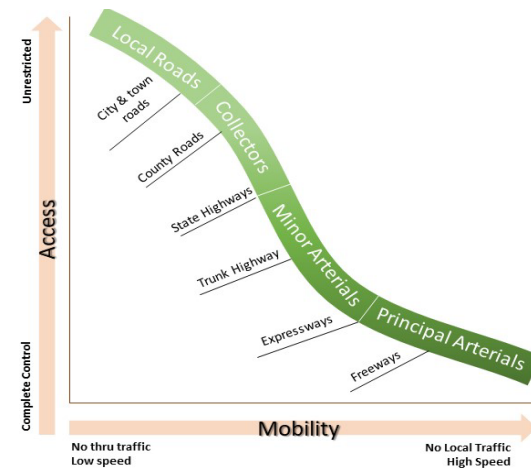 Unrestricted
Access
Complete Control
Local Roads
Collectors
Minor Arterials
Principal Arterials
City & town
roads
County Roads
State Highways
Trunk Highway
Expressways
Freeways
Mobility
No thru traffic
Low speed
No Local Traffic
High Speed